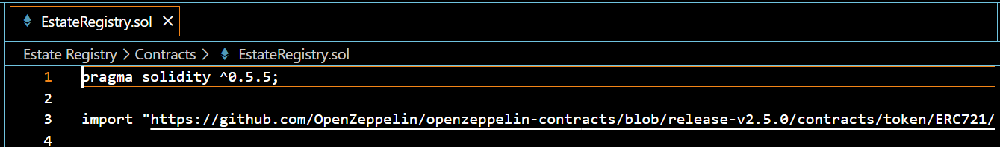 EstateRegistry.sol
Estate Registry > Contracts > EstateRegistry.sol
1 pragma solidity ^0.5.5;
2
3 import "https://github.com/OpenZeppelin/openzeppelin-contracts/blob/release-v2.5.0/contracts/token/ERC721/
4